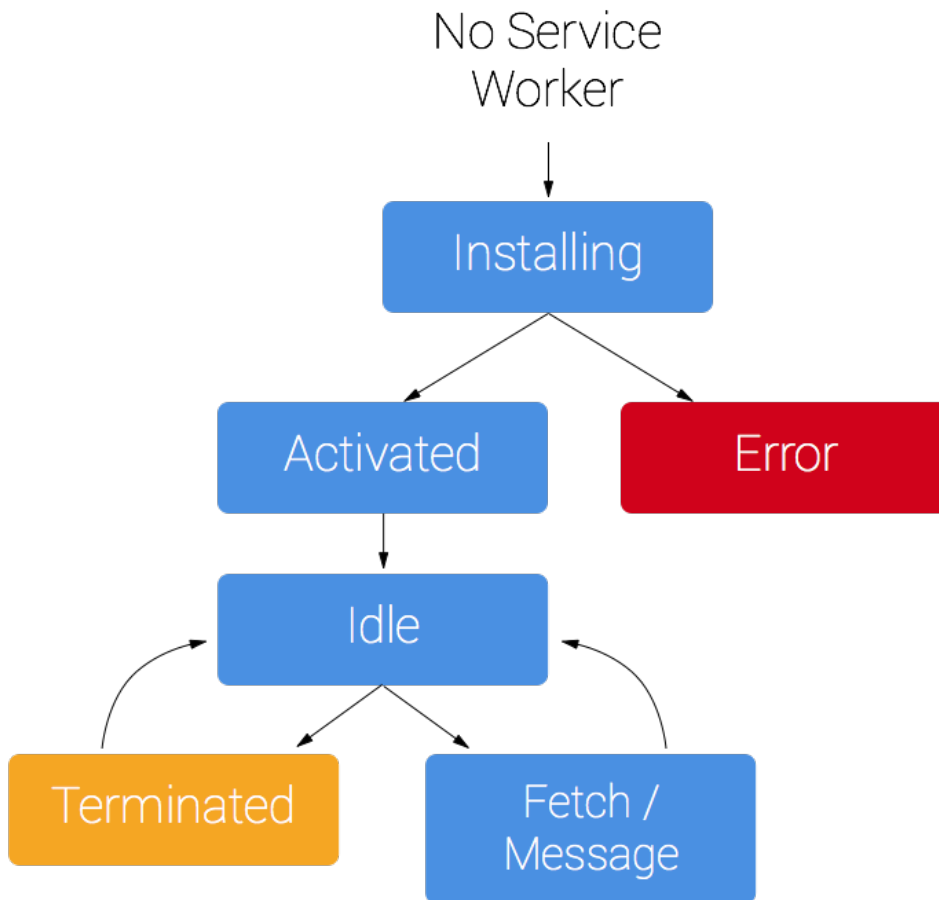 No Service
Worker
Installing
Activated
Error
Idle
Terminated
Fetch /
Message